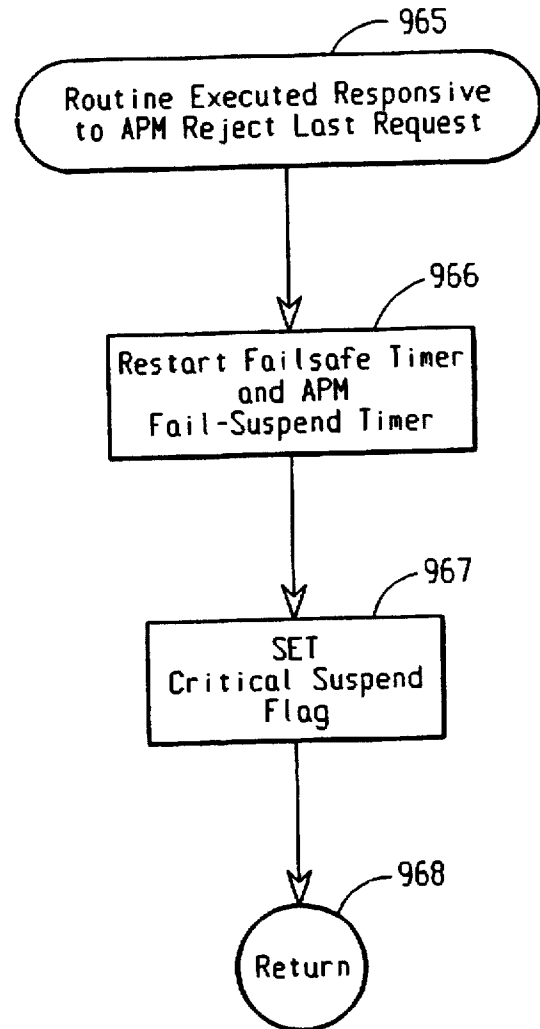 965
Routine Executed Responsive
to APM Reject Last Request
966
Restart Failsafe Timer
and APM
Fail-Suspend Timer
967
SET
Critical Suspend
Flag
968
Return